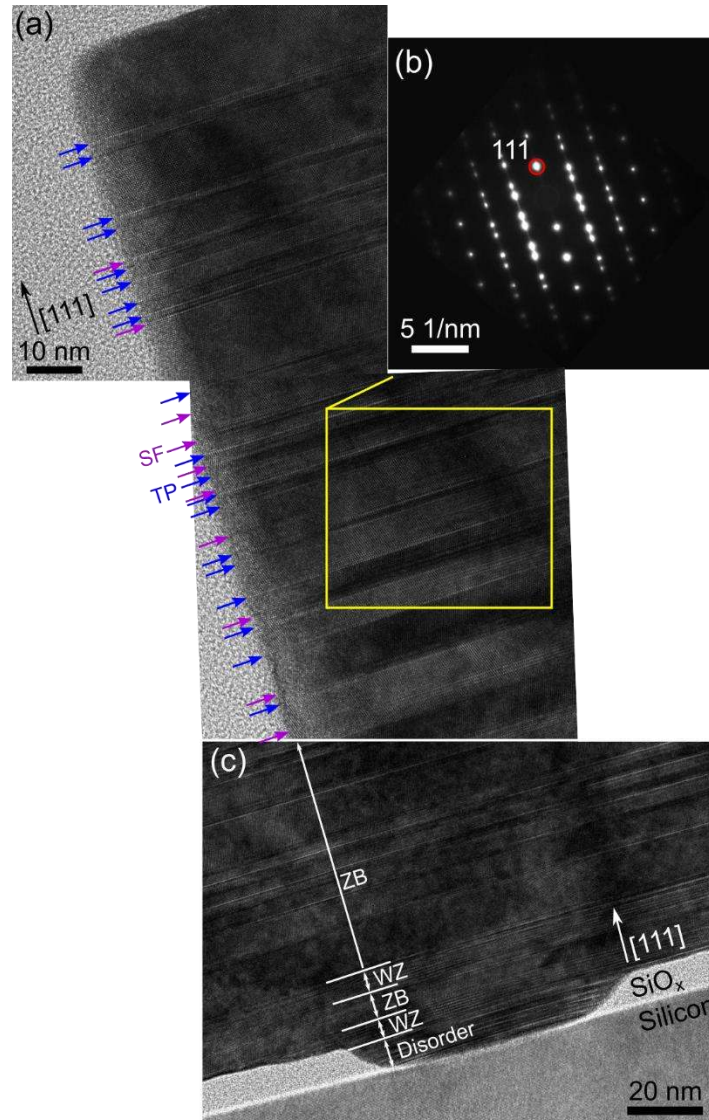 (a)
(b)
111
[111]
10 nm
5 1/nm
SF
TP
(c)
ZB
[111]
WZ
ZB
WZ
Disorder
SiOₓ
Silicon
20 nm